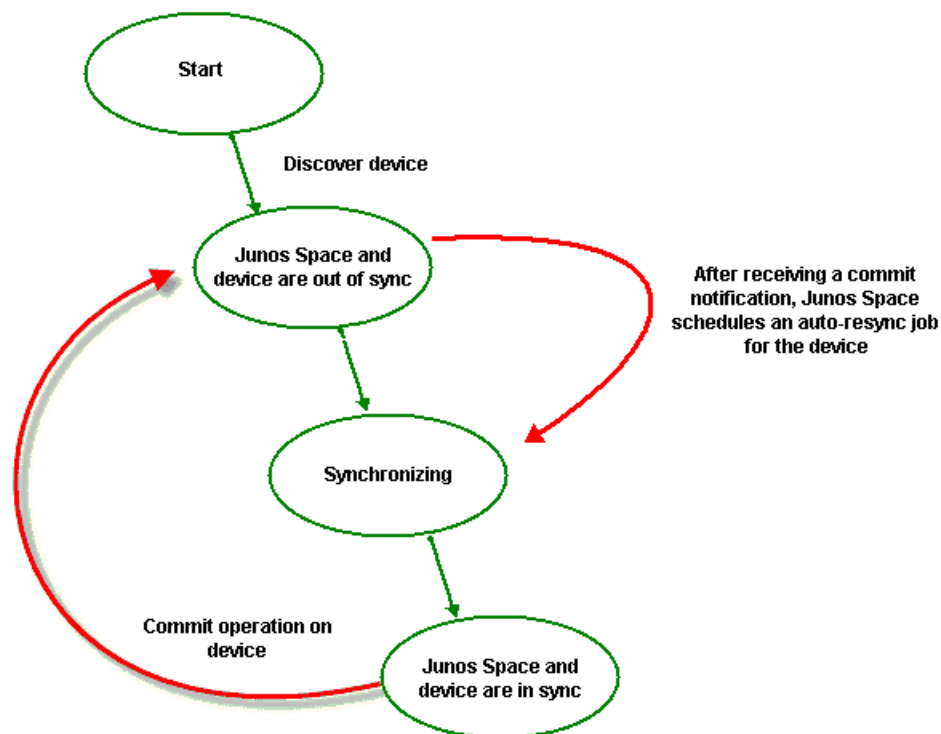 Start
Discover device
Junos Space and
device are out of sync
After receiving a commit
notification, Junos Space
schedules an auto-resync job
for the device
Synchronizing
Commit operation on
device
Junos Space and
device are in sync